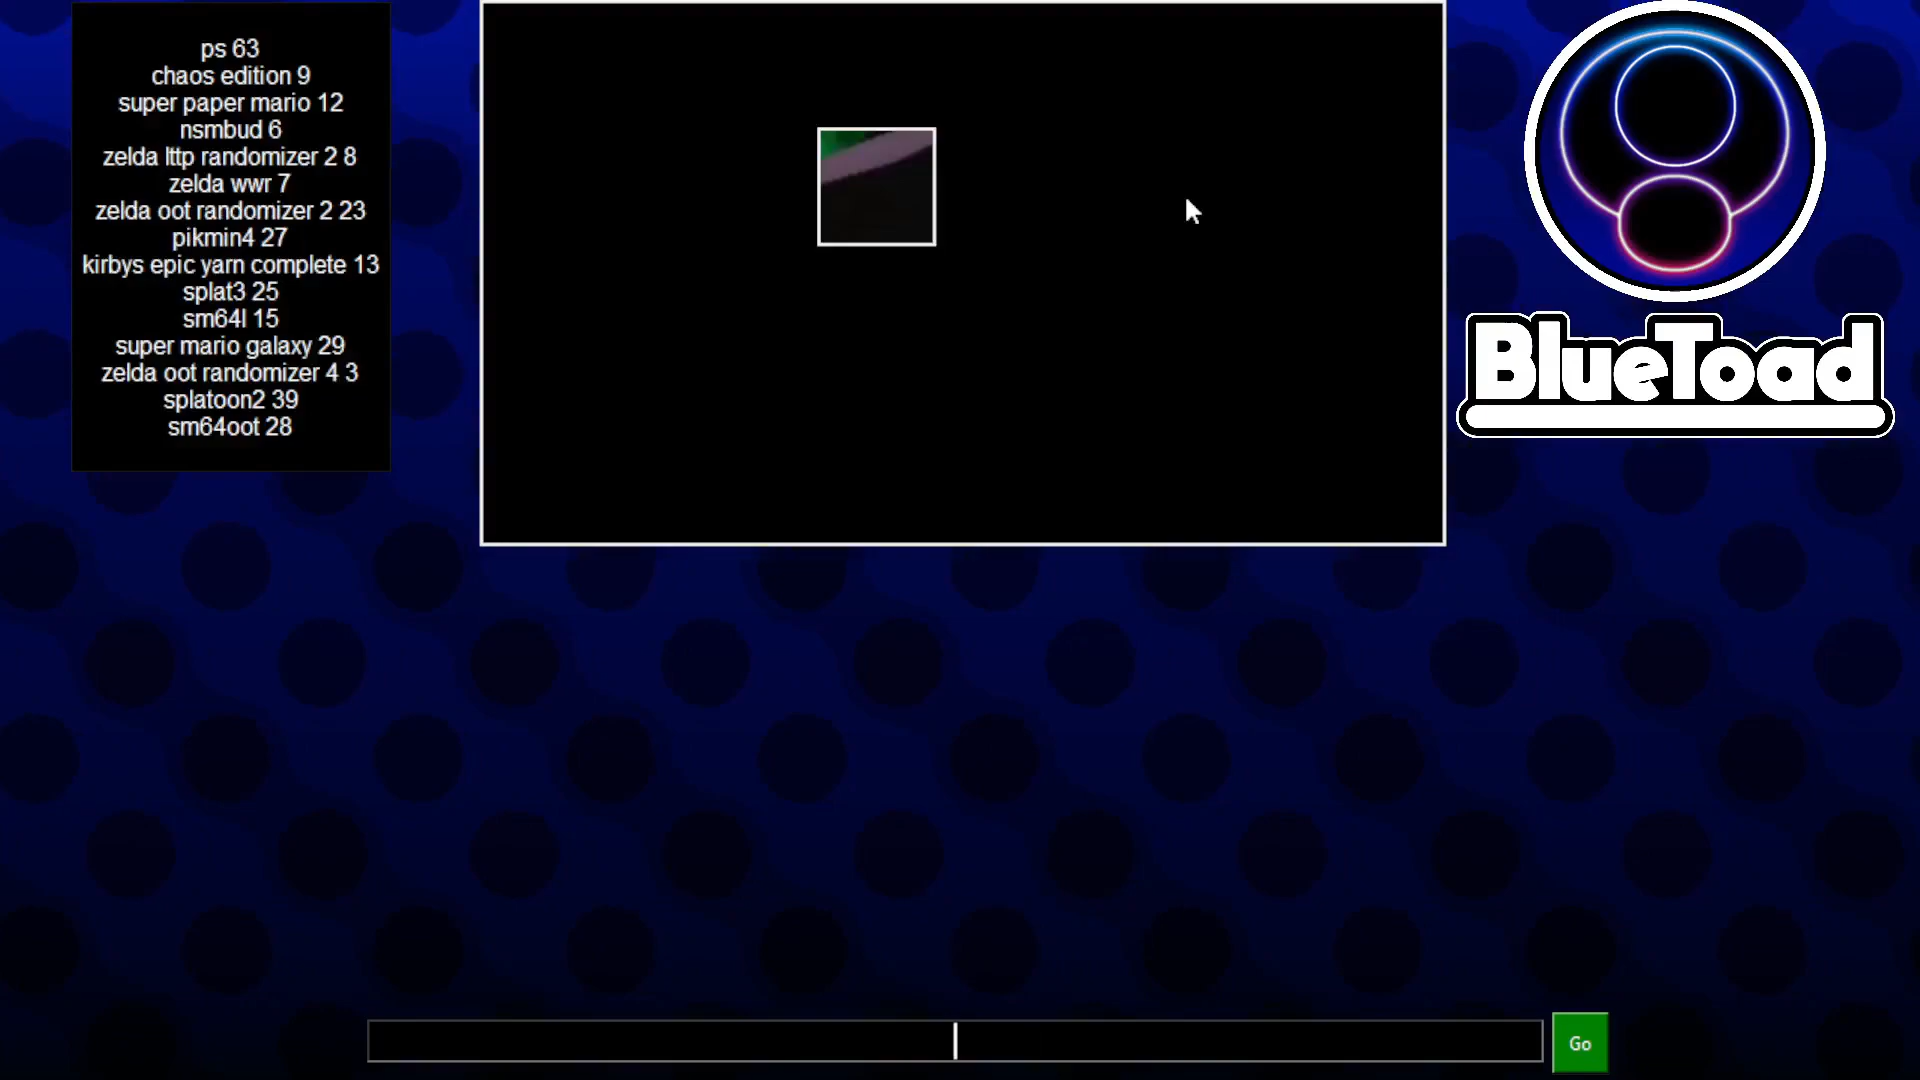 ps 63
chaos edition 9
super paper mario 12
nsmbud 6
zelda lttp randomizer 2 8
zelda wwr 7
zelda oot randomizer 2 23
pikmin4 27
kirbys epic yarn complete 13
splat3 25
sm64l 15
super mario galaxy 29
zelda oot randomizer 4 3
splatoon2 39
sm64oot 28
BlueToad
Go